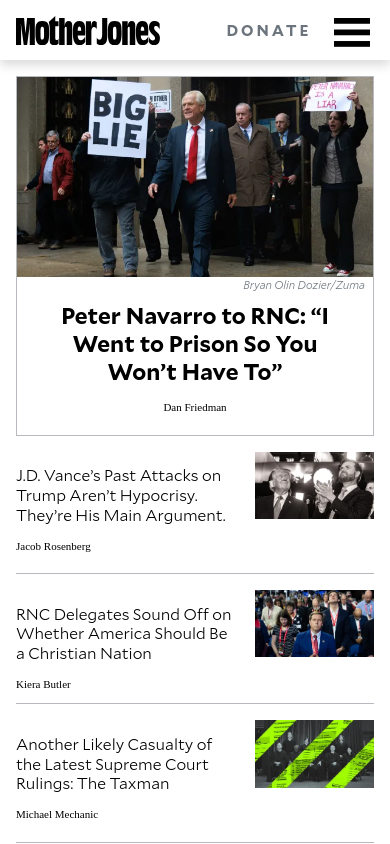 Mother Jones
DONATE
BIG
LIE
PETER NAVARRO
IS A
LIAR
Bryan Olin Dozier/Zuma
Peter Navarro to RNC: “I
Went to Prison So You
Won’t Have To”
Dan Friedman
J.D. Vance’s Past Attacks on
Trump Aren’t Hypocrisy.
They’re His Main Argument.
Jacob Rosenberg
RNC Delegates Sound Off on
Whether America Should Be
a Christian Nation
Kiera Butler
Another Likely Casualty of
the Latest Supreme Court
Rulings: The Taxman
Michael Mechanic